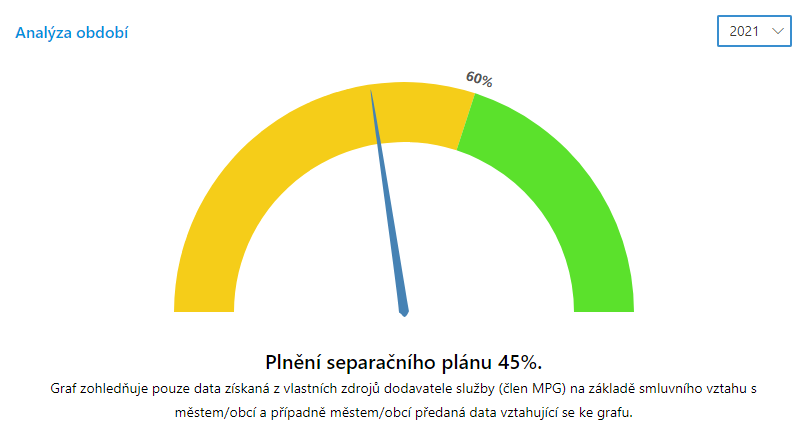 Analýza období
2021
60%
Plnění separačního plánu 45%.
Graf zohledňuje pouze data získaná z vlastních zdrojů dodavatele služby (člen MPG) na základě smluvního vztahu s
městem/obcí a případně městem/obcí předaná data vztahující se ke grafu.